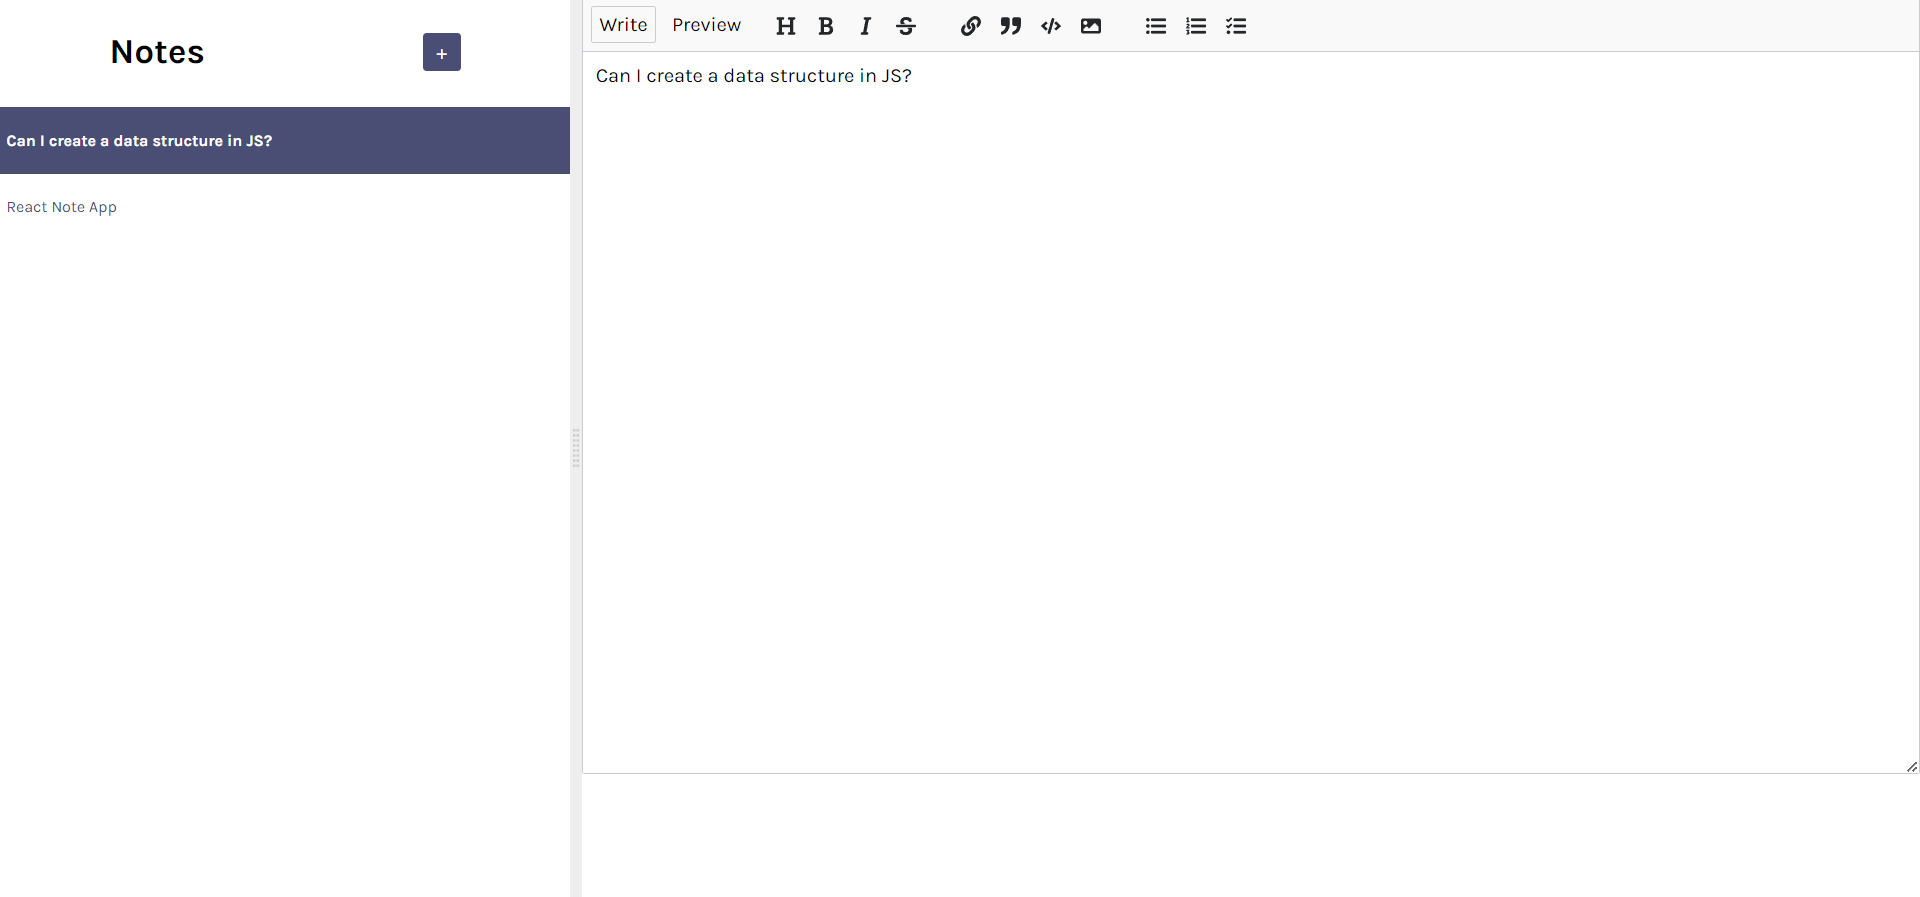 Notes
+
Can I create a data structure in JS?
React Note App
Write Preview
Can I create a data structure in JS?